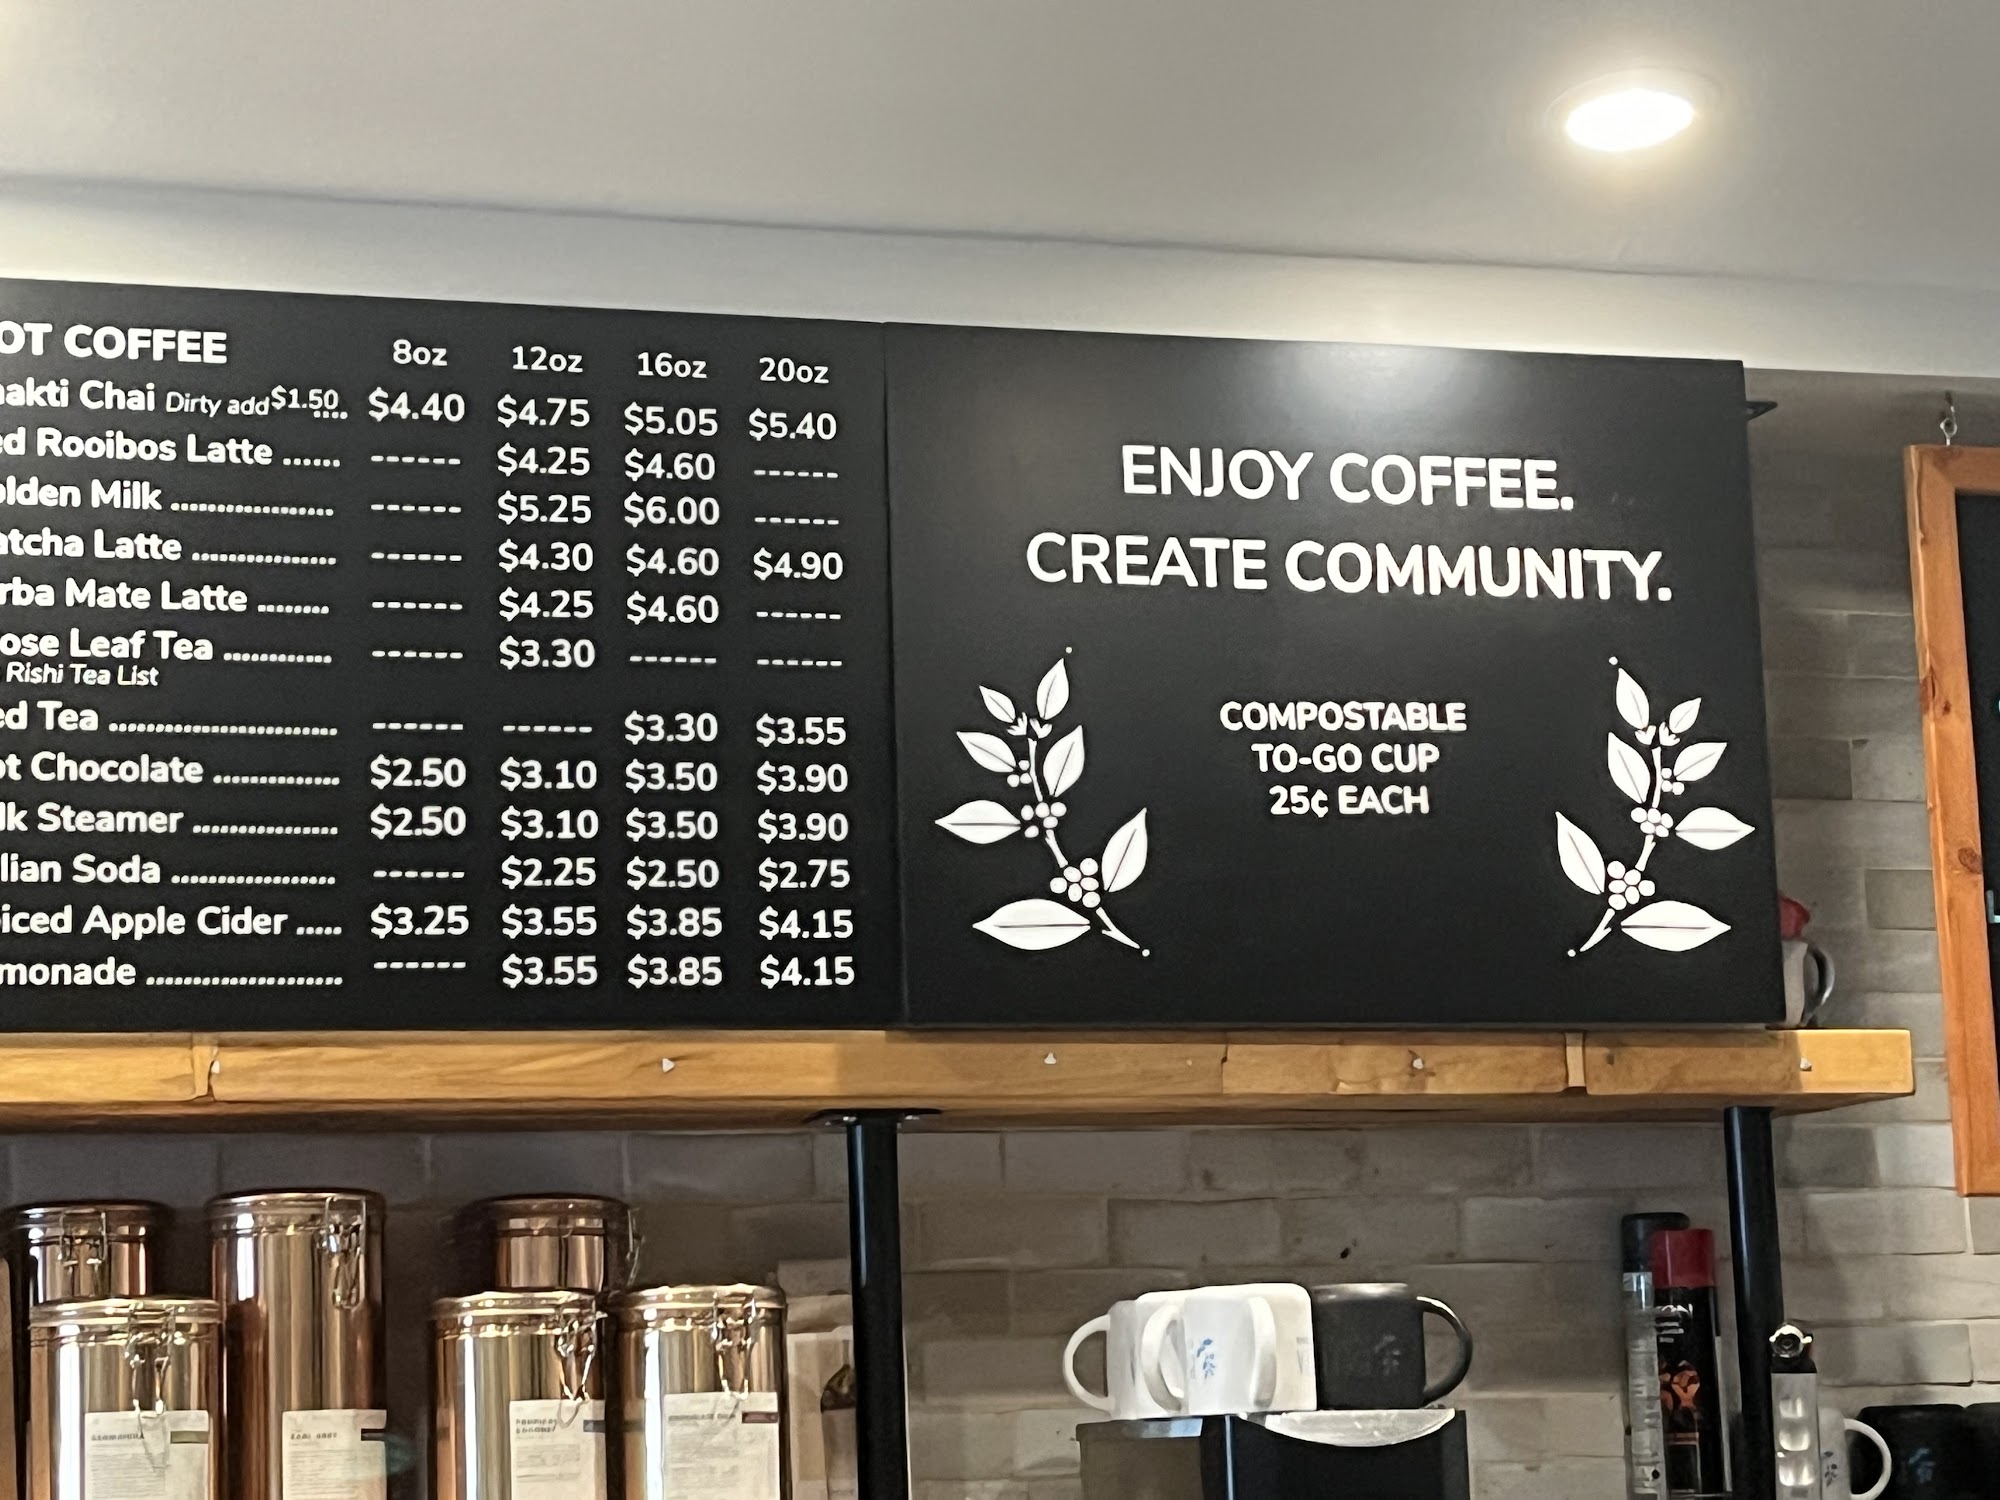 OT COFFEE 8oz 12oz 16oz 20oz
akti Chai Dirty add $1.50 .... $4.40 $4.75 $5.05 $5.40
ed Rooibos Latte ...... ------ $4.25 $4.60 ------
olden Milk .................. ------ $5.25 $6.00 ------
atcha Latte ................ ------ $4.30 $4.60 $4.90
rba Mate Latte ........ ------ $4.25 $4.60 ------
ose Leaf Tea ............ ------ $3.30 ------ ------
Rishi Tea List
ed Tea ......................... ------ ------ $3.30 $3.55
ot Chocolate .............. $2.50 $3.10 $3.50 $3.90
lk Steamer ................ $2.50 $3.10 $3.50 $3.90
lian Soda .................. ------ $2.25 $2.50 $2.75
iced Apple Cider ..... $3.25 $3.55 $3.85 $4.15
monade ..................... ------ $3.55 $3.85 $4.15
ENJOY COFFEE.
CREATE COMMUNITY.
COMPOSTABLE
TO-GO CUP
25¢ EACH
EARL GREY